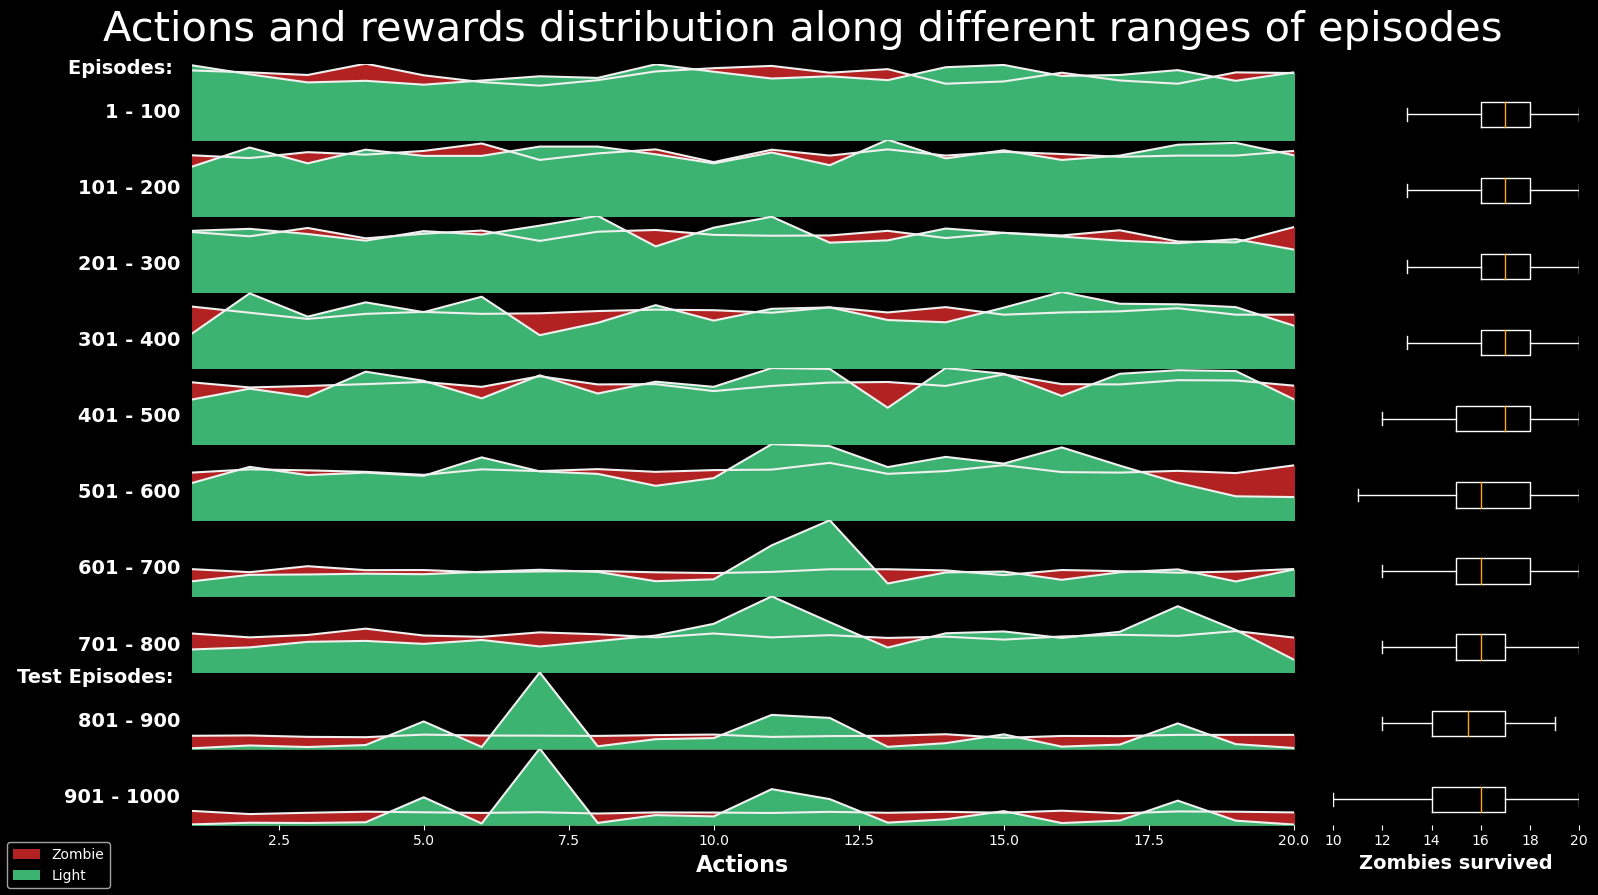 Actions and rewards distribution along different ranges of episodes
Episodes:
1 - 100
101 - 200
201 - 300
301 - 400
401 - 500
501 - 600
601 - 700
701 - 800
Test Episodes:
801 - 900
901 - 1000
2.5 5.0 7.5 10.0 12.5 15.0 17.5 20.0
Actions
10 12 14 16 18 20
Zombies survived
Zombie
Light